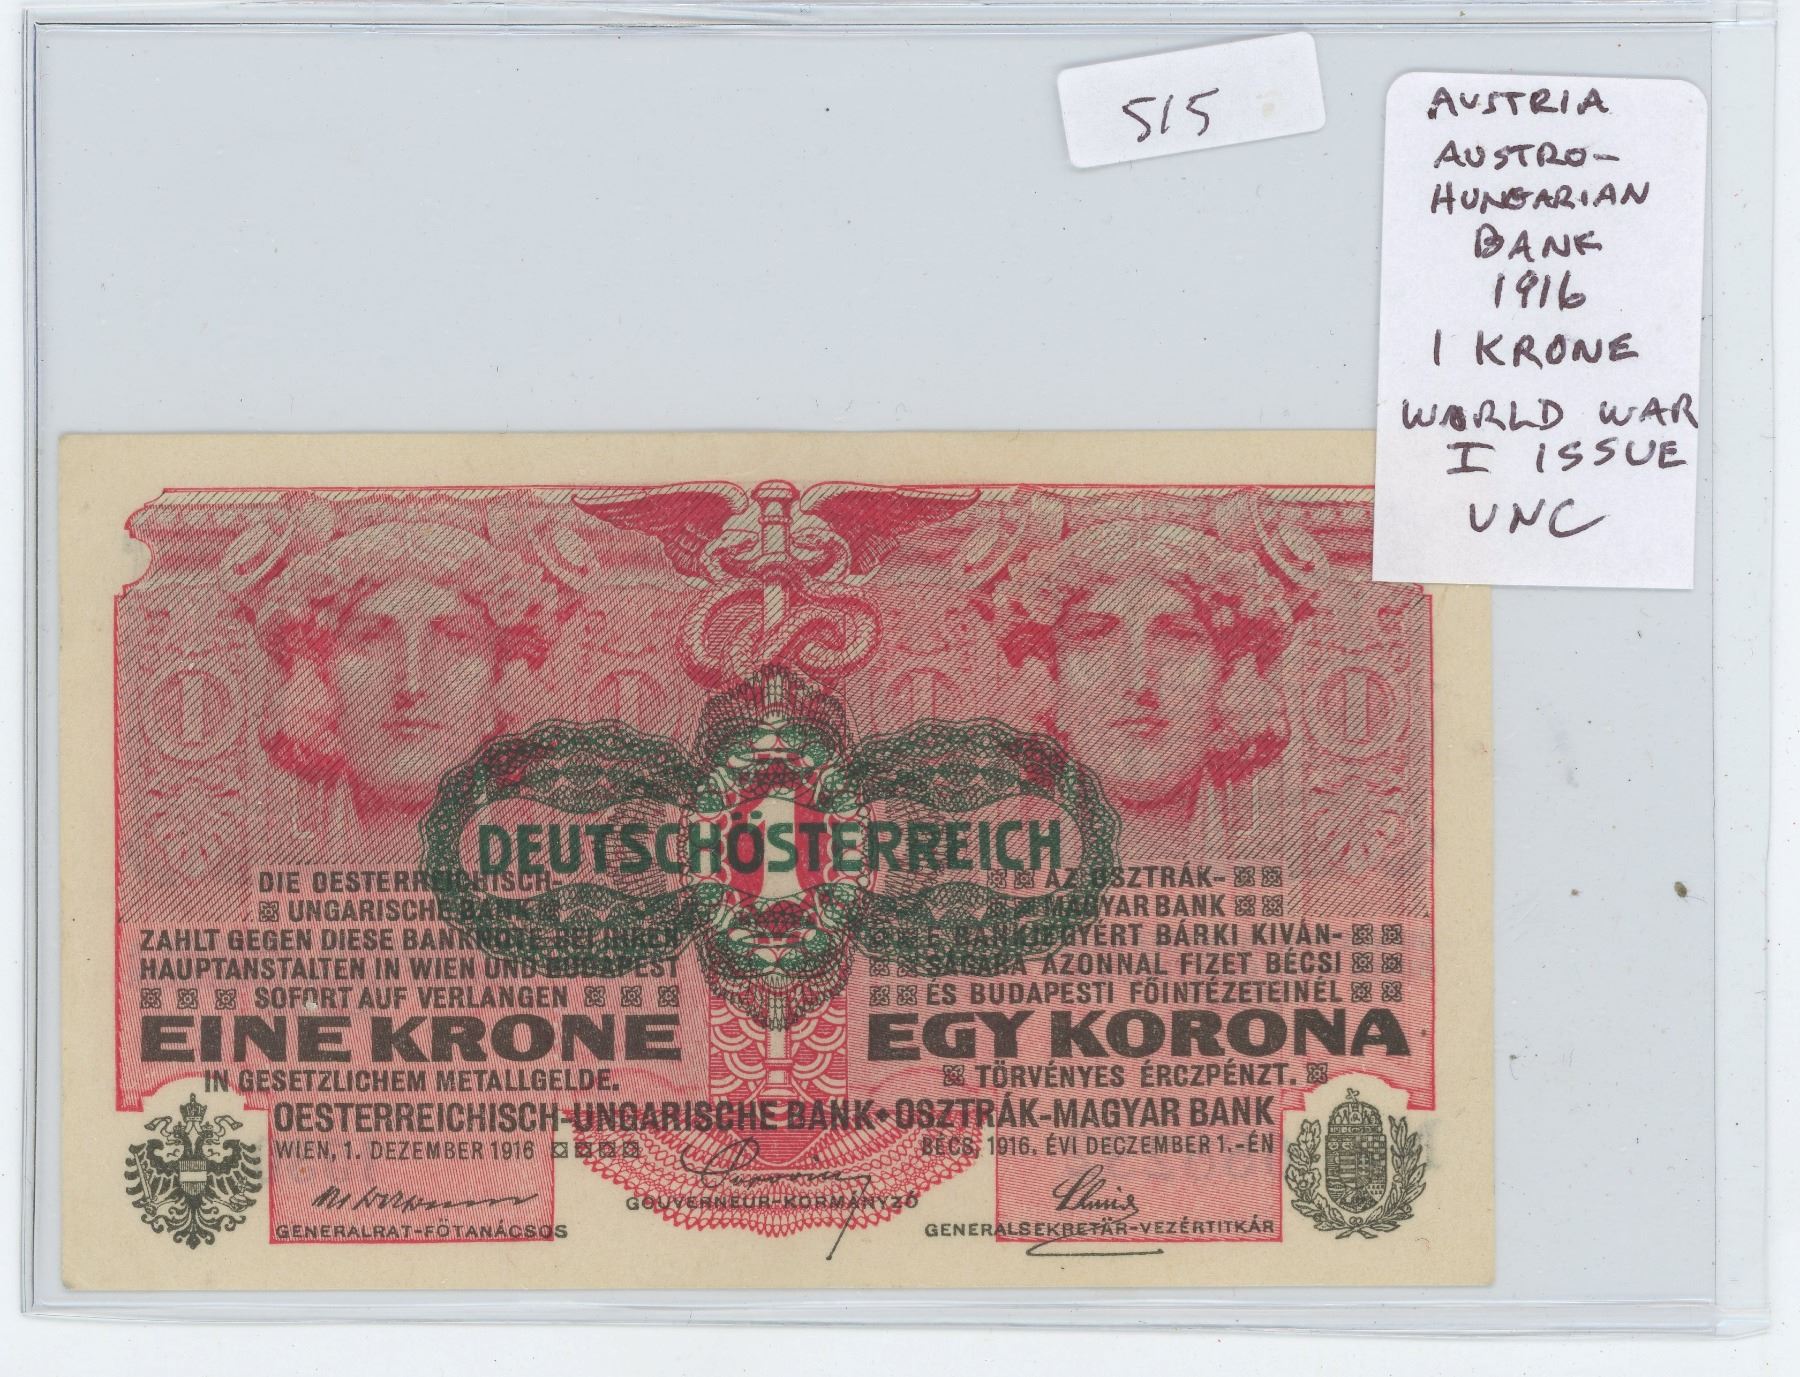 515
AUSTRIA
AUSTRO-
HUNGARIAN
BANK
1916
1 KRONE
WORLD WAR
I ISSUE
UNC
1
DEUTSCHÖSTERREICH
DIE OESTERREICHISCH-
UNGARISCHE BANK
ZAHLT GEGEN DIESE BANKNOTE BEI IHREN
HAUPTANSTALTEN IN WIEN UND BUDAPEST
SOFORT AUF VERLANGEN
EINE KRONE
IN GESETZLICHEM METALLGELDE.
AZ OSZTRÁK-
MAGYAR BANK
E BANKJEGYÉRT BÁRKI KIVÁN-
SÁGÁRA AZONNAL FIZET BÉCSI
ÉS BUDAPESTI FŐINTÉZETEINÉL
EGY KORONA
TÖRVÉNYES ÉRCZPÉNZT.
OESTERREICHISCH-UNGARISCHE BANK•OSZTRÁK-MAGYAR BANK
WIEN, 1. DEZEMBER 1916
BÉCS, 1916. ÉVI DECZEMBER 1.-ÉN
GENERALRAT-FŐTANÁCSOS
GOUVERNEUR-KORMÁNYZÓ
GENERALSEKRETÄR-VEZÉRTITKÁR